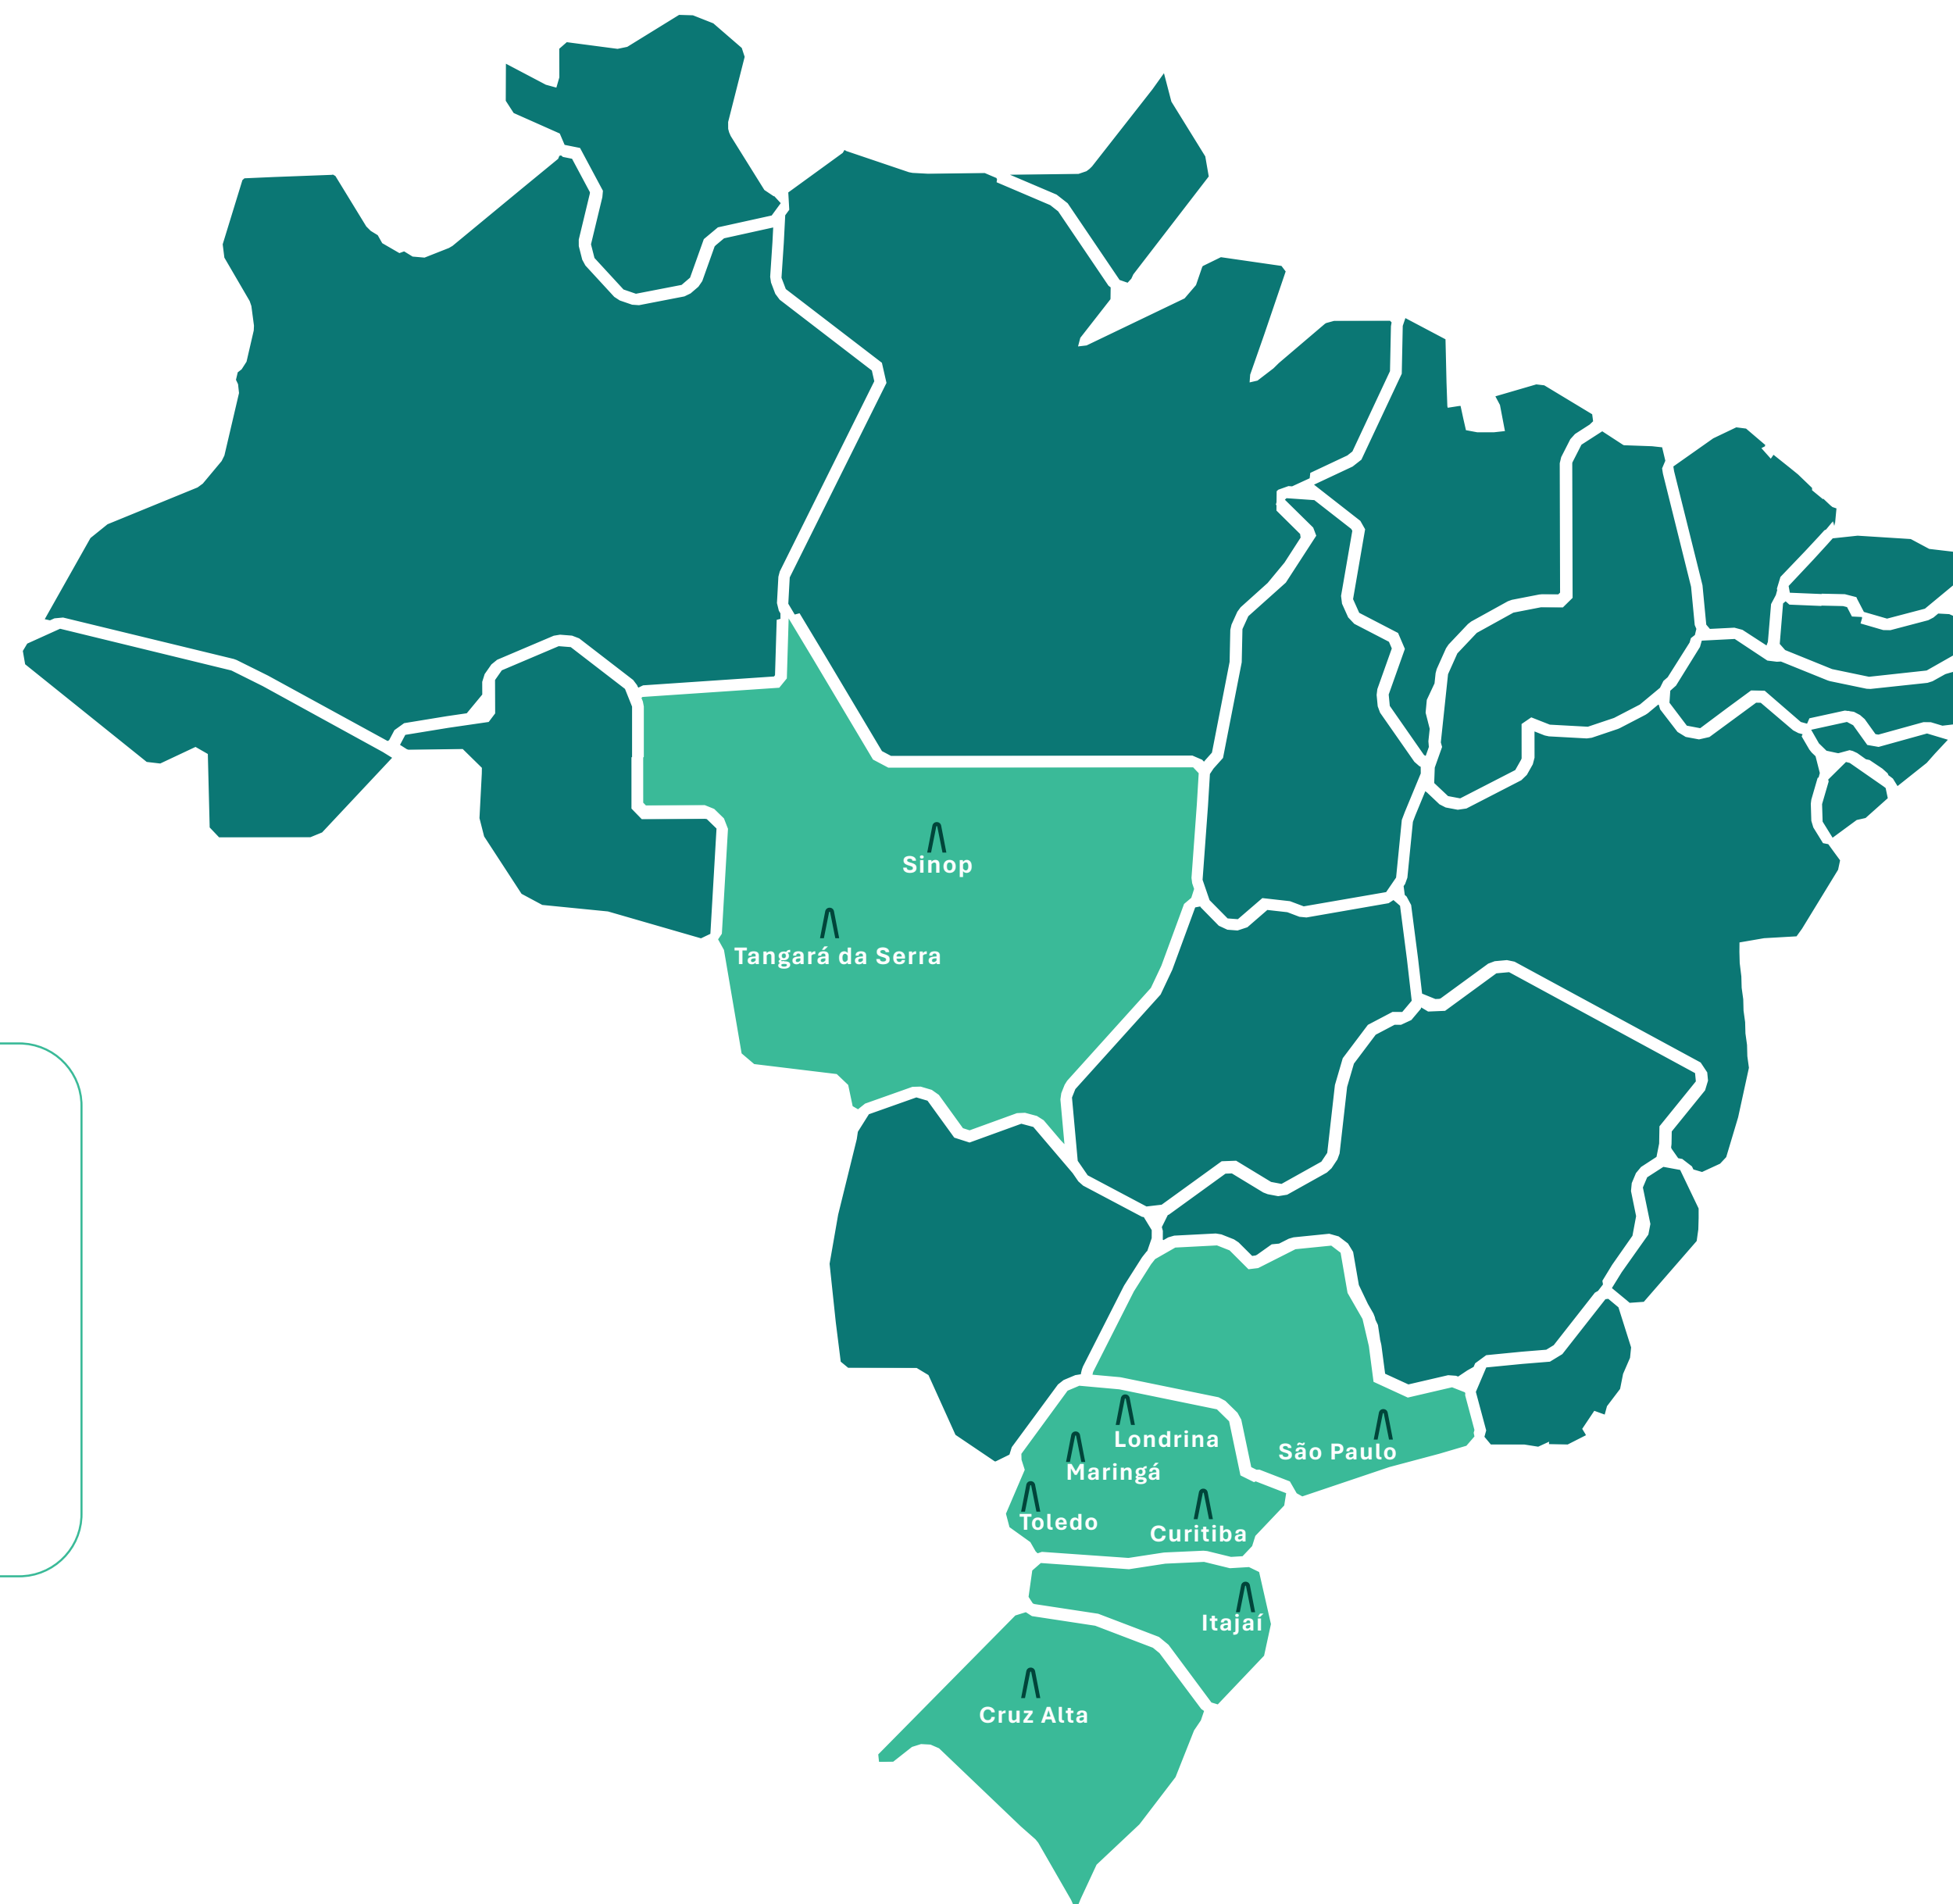 Sinop
Tangará da Serra
Londrina
São Paulo
Maringá
Toledo
Curitiba
Itajaí
Cruz Alta